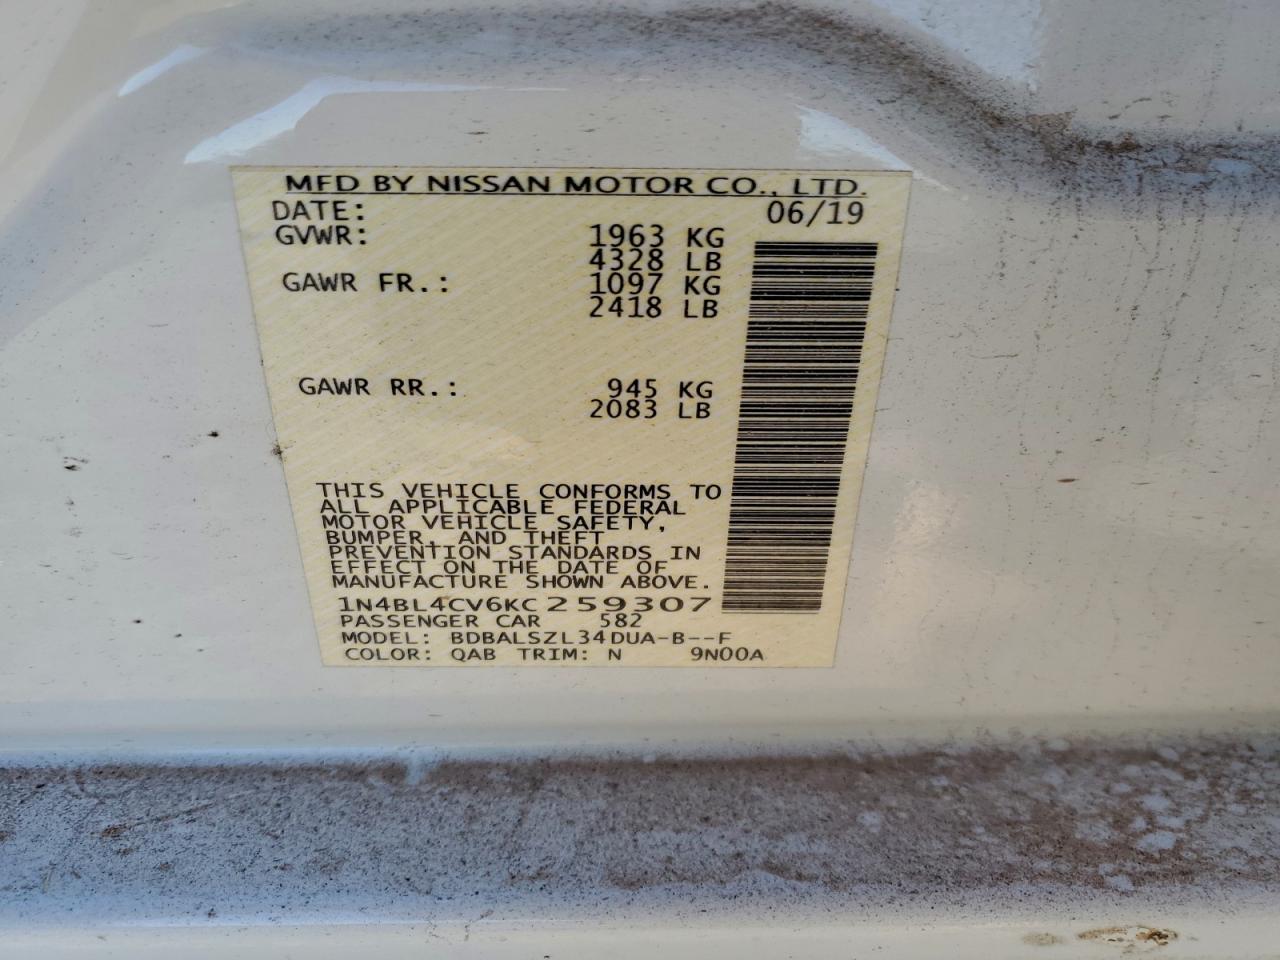 MFD BY NISSAN MOTOR CO., LTD.
DATE: 06/19
GVWR: 1963 KG
4328 LB
GAWR FR.: 1097 KG
2418 LB
GAWR RR.: 945 KG
2083 LB
THIS VEHICLE CONFORMS TO
ALL APPLICABLE FEDERAL
MOTOR VEHICLE SAFETY,
BUMPER, AND THEFT
PREVENTION STANDARDS IN
EFFECT ON THE DATE OF
MANUFACTURE SHOWN ABOVE.
1N4BL4CV6KC259307
PASSENGER CAR 582
MODEL: BDBALSZL34DUA-B--F
COLOR: QAB TRIM: N 9N00A